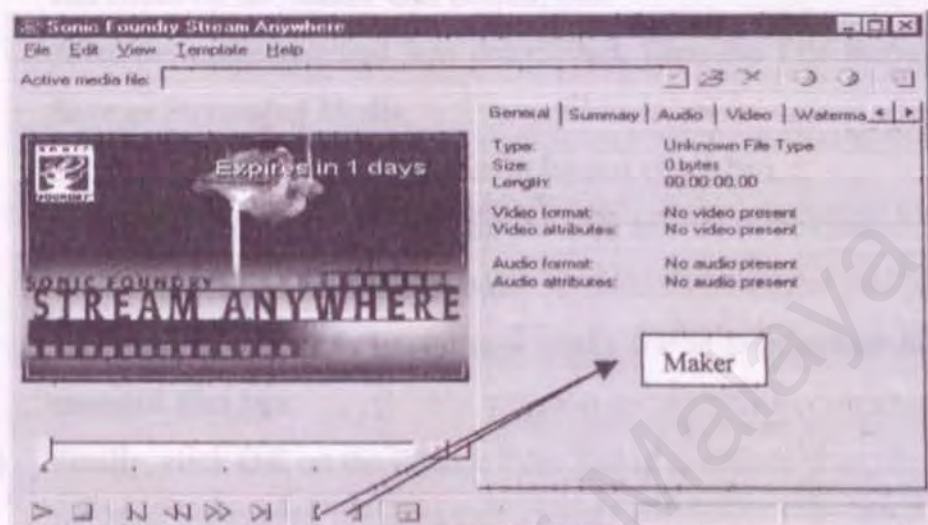 Sonic Foundry Stream Anywhere
File Edit View Template Help
Active media file:
General Summary Audio Video Waterma
SONIC
FOUNDRY
Expires in 1 days
SONIC FOUNDRY
STREAM ANYWHERE
Type: Unknown File Type
Size: 0 bytes
Length: 00:00:00.00
Video format: No video present
Video attributes: No video present
Audio format: No audio present
Audio attributes: No audio present
Maker
Malaya